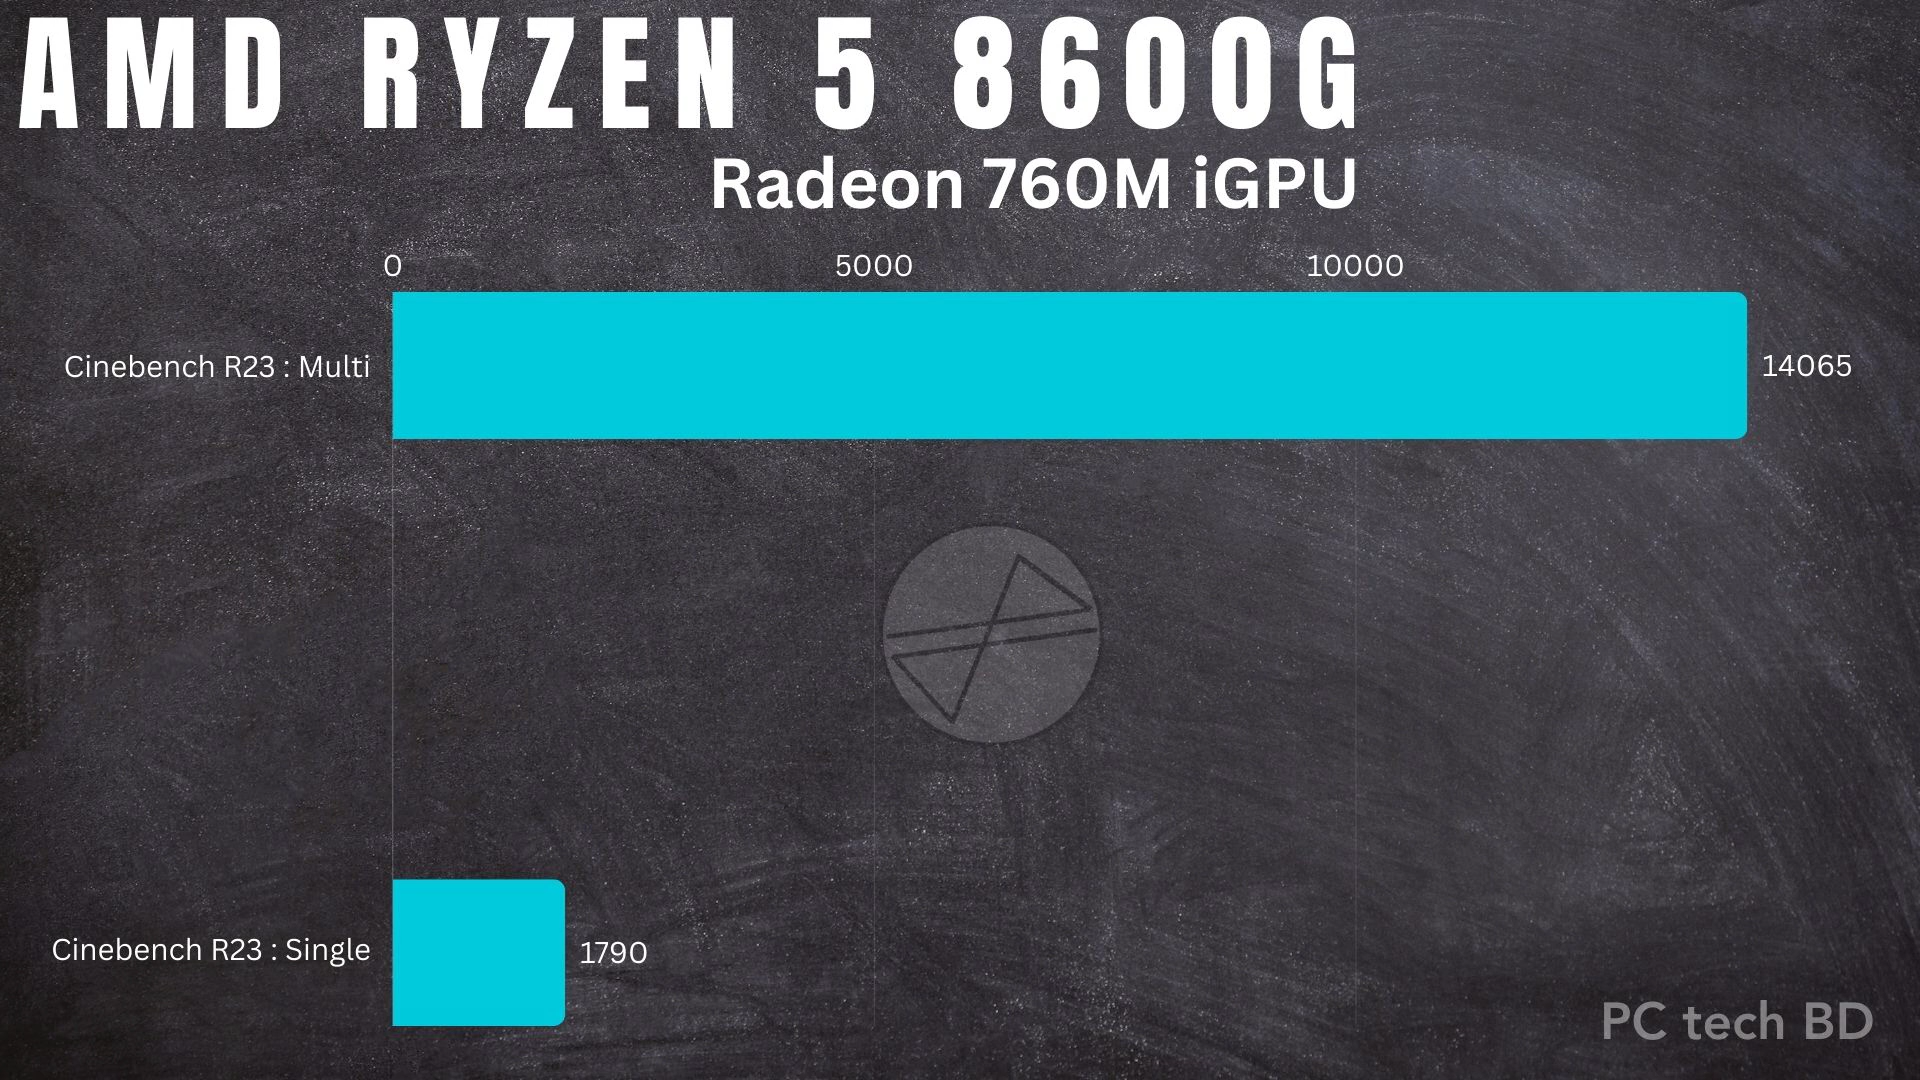 AMD RYZEN 5 8600G
Radeon 760M iGPU
0 5000 10000
Cinebench R23 : Multi 14065
Cinebench R23 : Single 1790
PC tech BD